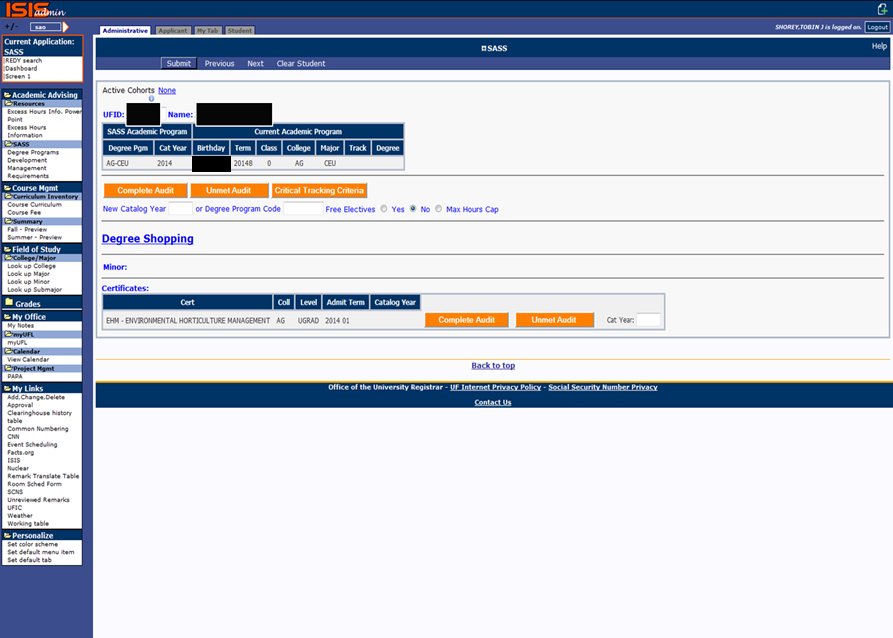 ISIS admin
+/- sao
SHOREY,TOBIN J is logged on. Logout
Administrative Applicant My Tab Student
Current Application:
SASS
REDY search
Dashboard
Screen 1
Academic Advising
Resources
Excess Hours Info. Power
Point
Excess Hours
Information
SASS
Degree Programs
Development
Management
Requirements
Course Mgmt
Curriculum Inventory
Course Curriculum
Course Fee
Summary
Fall - Preview
Summer - Preview
Field of Study
College/Major
Look up College
Look up Major
Look up Minor
Look up Submajor
Grades
My Office
My Notes
myUFL
myUFL
Calendar
View Calendar
Project Mgmt
PAPA
My Links
Add,Change,Delete
Approval
Clearinghouse history
table
Common Numbering
CNN
Event Scheduling
Facts.org
ISIS
Nuclear
Remark Translate Table
Room Sched Form
SCNS
Unreviewed Remarks
UFIC
Weather
Working table
Personalize
Set color scheme
Set default menu item
Set default tab
SASS
Help
Submit Previous Next Clear Student
Active Cohorts None
UFID: Name:
SASS Academic Program Current Academic Program
Degree Pgm Cat Year Birthday Term Class College Major Track Degree
AG-CEU 2014 20148 0 AG CEU
Complete Audit Unmet Audit Critical Tracking Criteria
New Catalog Year or Degree Program Code Free Electives Yes No Max Hours Cap
Degree Shopping
Minor:
Certificates:
Cert Coll Level Admit Term Catalog Year
EHM - ENVIRONMENTAL HORTICULTURE MANAGEMENT AG UGRAD 2014 01 Complete Audit Unmet Audit Cat Year:
Back to top
Office of the University Registrar - UF Internet Privacy Policy - Social Security Number Privacy
Contact Us